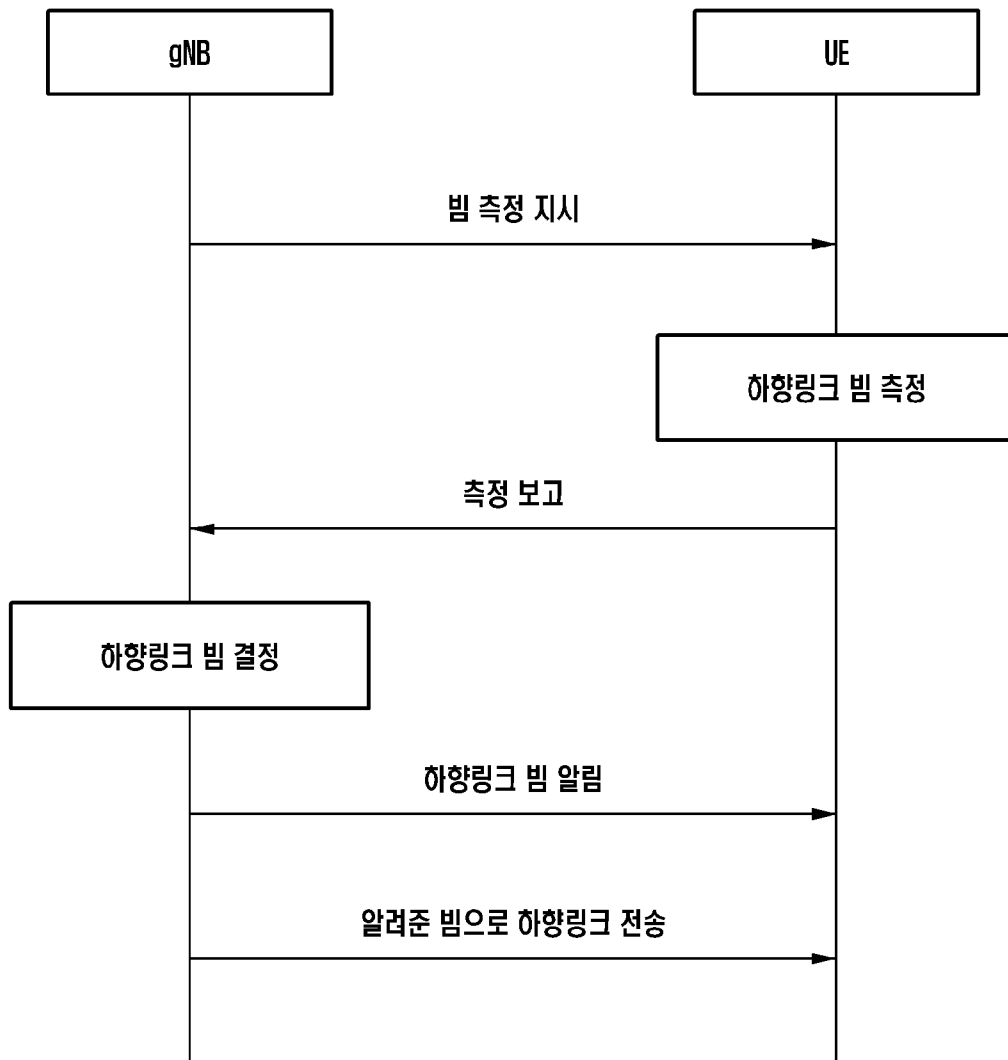 gNB
UE
빔 측정 지시
하향링크 빔 측정
측정 보고
하향링크 빔 결정
하향링크 빔 알림
알려준 빔으로 하향링크 전송